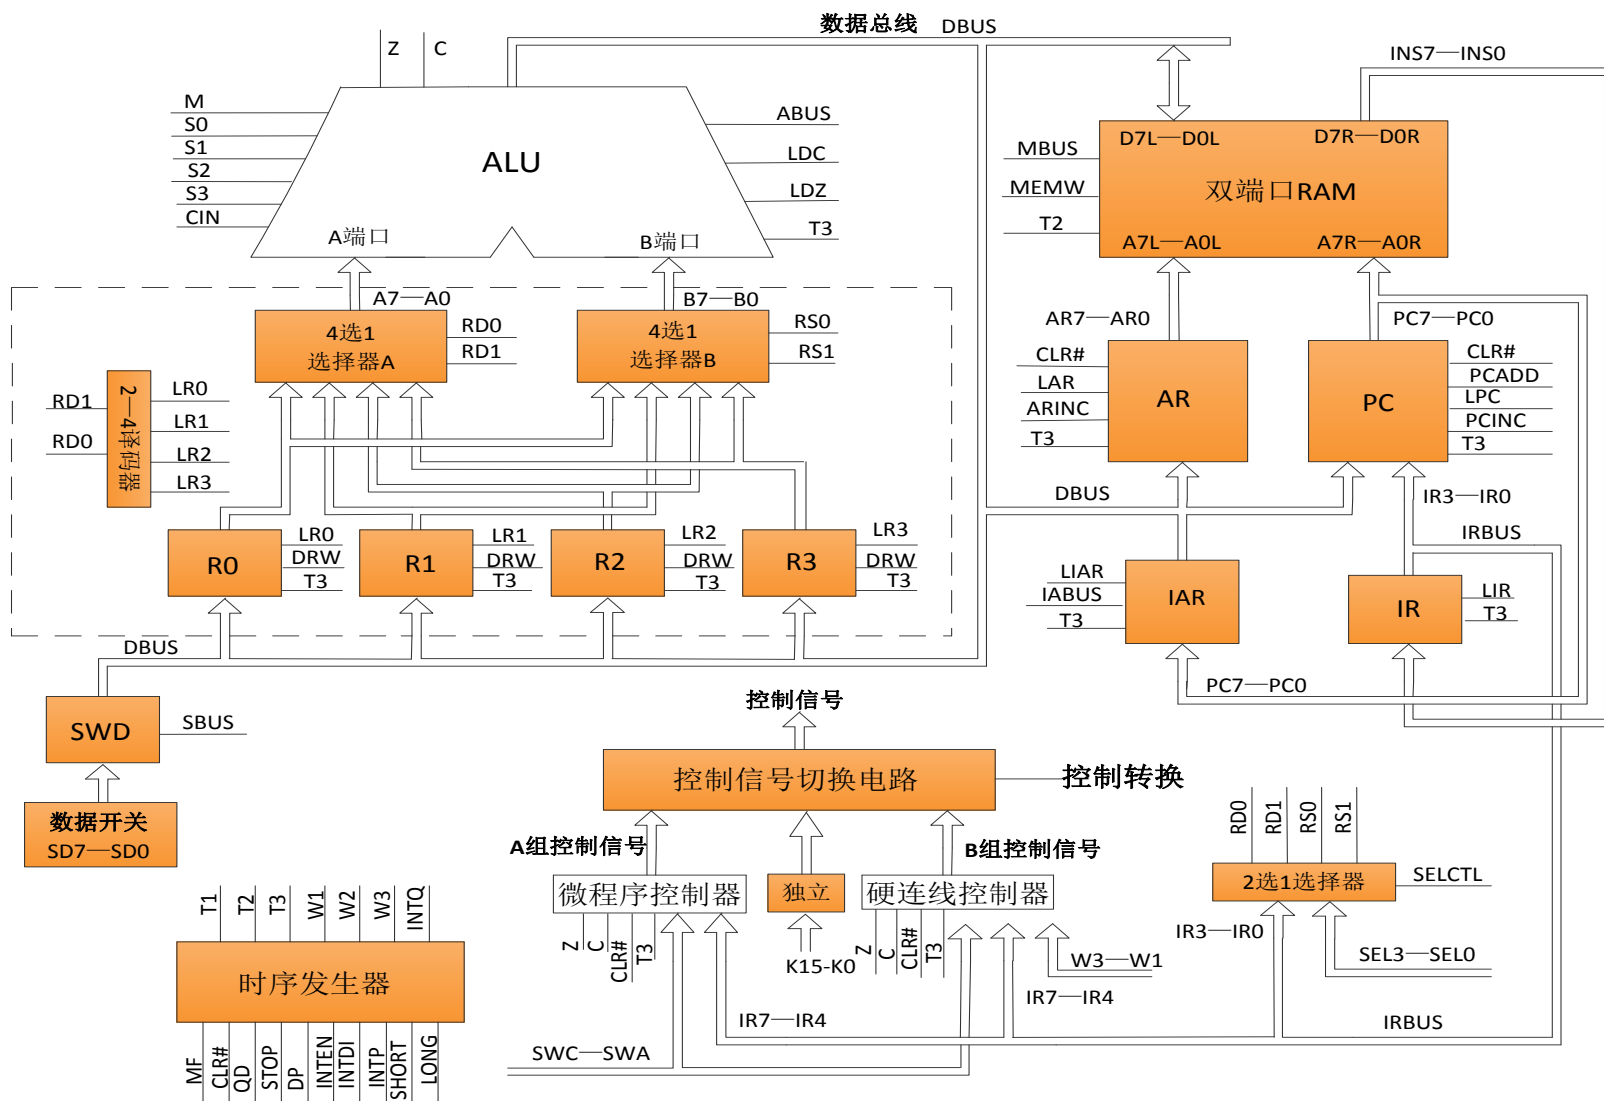 数据总线 DBUS
Z C
INS7—INS0
M
S0
S1
S2
S3
CIN
ALU
A端口
B端口
ABUS
LDC
LDZ
T3
MBUS
MEMW
T2
D7L—D0L
D7R—D0R
双端口RAM
A7L—A0L
A7R—A0R
A7—A0
B7—B0
4选1
选择器A
RD0
RD1
4选1
选择器B
RS0
RS1
AR7—AR0
PC7—PC0
CLR#
LAR
ARINC
T3
AR
PC
CLR#
PCADD
LPC
PCINC
T3
RD1
RD0
2—4译码器
LR0
LR1
LR2
LR3
DBUS
IR3—IR0
IRBUS
R0
LR0
DRW
T3
R1
LR1
DRW
T3
R2
LR2
DRW
T3
R3
LR3
DRW
T3
LIAR
IABUS
T3
IAR
IR
LIR
T3
DBUS
PC7—PC0
SWD
SBUS
数据开关
SD7—SD0
控制信号
控制信号切换电路
控制转换
A组控制信号
B组控制信号
微程序控制器
独立
硬连线控制器
Z
C
CLR#
T3
K15-K0
Z
C
CLR#
T3
W3—W1
IR7—IR4
IR7—IR4
SWC—SWA
RD0
RD1
RS0
RS1
2选1选择器
SELCTL
IR3—IR0
SEL3—SEL0
IRBUS
T1
T2
T3
W1
W2
W3
INTQ
时序发生器
MF
CLR#
QD
STOP
DP
INTEN
INTDI
INTP
SHORT
LONG